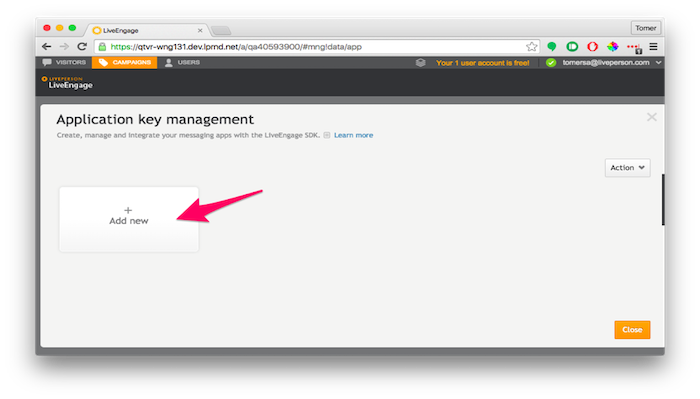 LiveEngage
Tomer
https://qtvr-wng131.dev.lprnd.net/a/qa40593900/#mng!data/app
VISITORS
CAMPAIGNS
USERS
Your 1 user account is free!
tomersa@liveperson.com
LIVEPERSON
LiveEngage
Application key management
Create, manage and integrate your messaging apps with the LiveEngage SDK.
Learn more
Action
+
Add new
Close